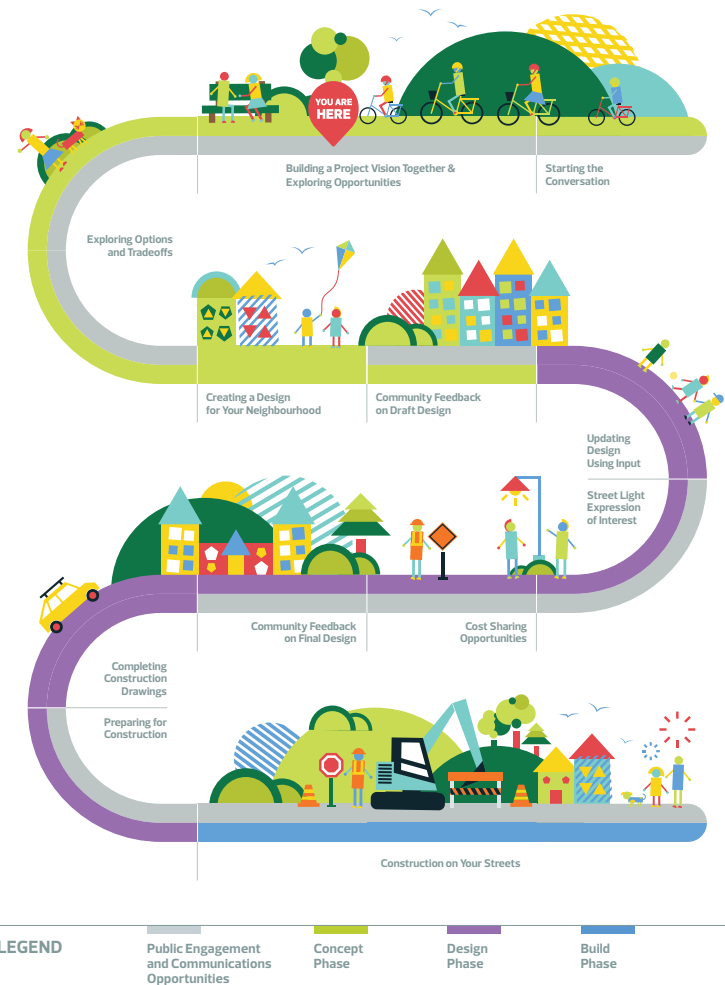 YOU ARE
HERE
Building a Project Vision Together &
Exploring Opportunities
Starting the
Conversation
Exploring Options
and Tradeoffs
Creating a Design
for Your Neighbourhood
Community Feedback
on Draft Design
Updating
Design
Using Input
Street Light
Expression
of Interest
Community Feedback
on Final Design
Cost Sharing
Opportunities
Completing
Construction
Drawings
Preparing for
Construction
Construction on Your Streets
LEGEND
Public Engagement
and Communications
Opportunities
Concept
Phase
Design
Phase
Build
Phase